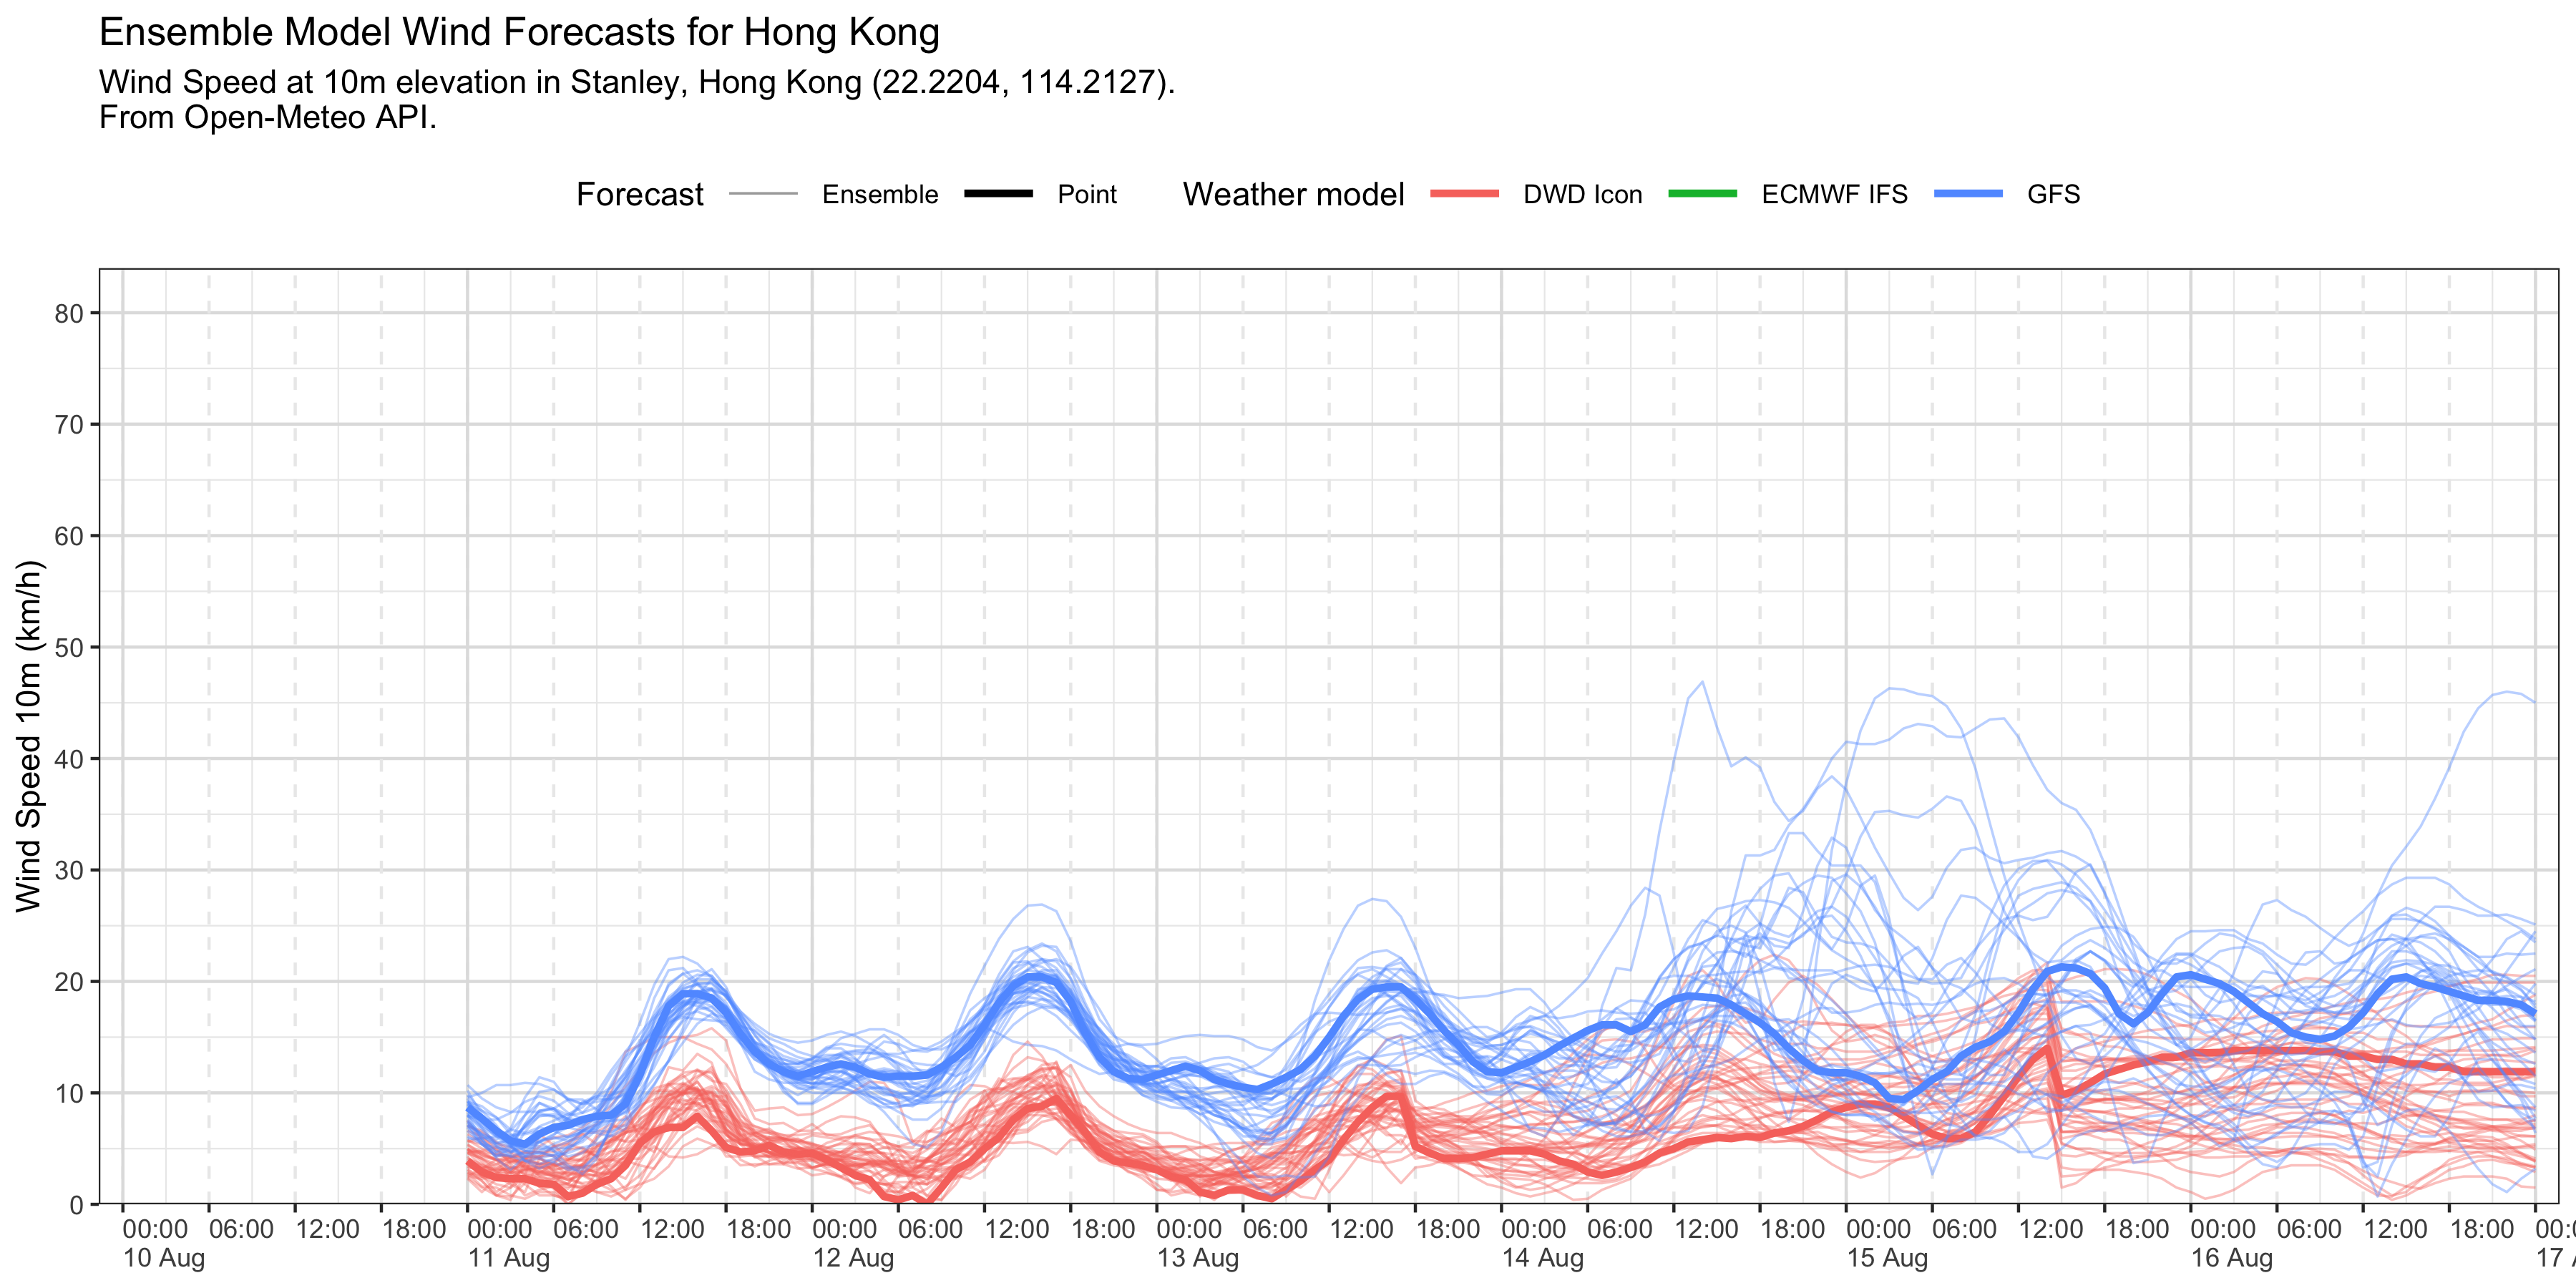 Ensemble Model Wind Forecasts for Hong Kong
Wind Speed at 10m elevation in Stanley, Hong Kong (22.2204, 114.2127).
From Open-Meteo API.
Forecast Ensemble Point Weather model DWD Icon ECMWF IFS GFS
Wind Speed 10m (km/h)
80
70
60
50
40
30
20
10
0
00:00 06:00 12:00 18:00 00:00 06:00 12:00 18:00 00:00 06:00 12:00 18:00 00:00 06:00 12:00 18:00 00:00 06:00 12:00 18:00 00:00 06:00 12:00 18:00 00:00 06:00 12:00 18:00 00:0
10 Aug 11 Aug 12 Aug 13 Aug 14 Aug 15 Aug 16 Aug 17